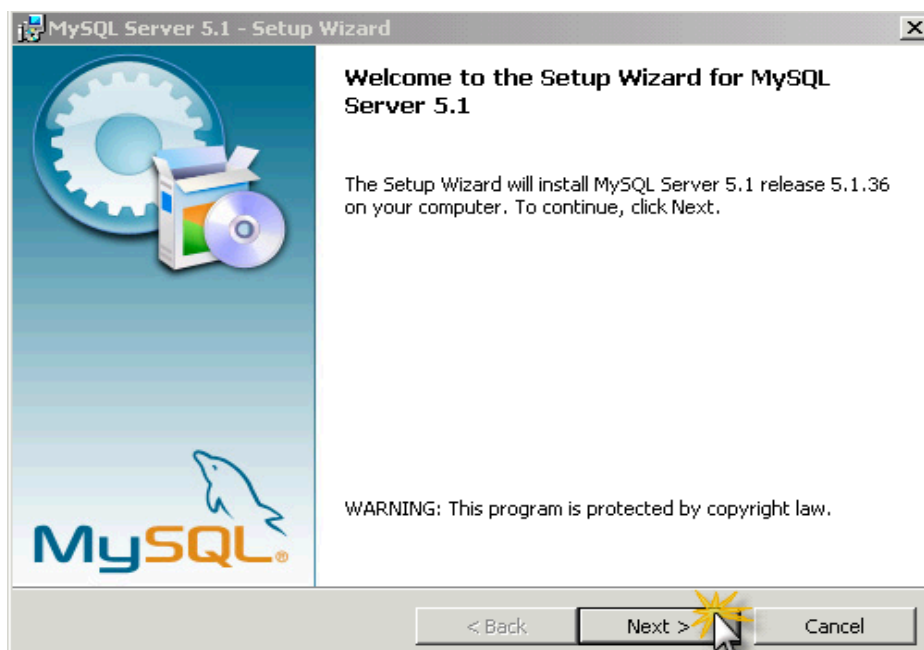 MySQL Server 5.1 - Setup Wizard
Welcome to the Setup Wizard for MySQL
Server 5.1
The Setup Wizard will install MySQL Server 5.1 release 5.1.36
on your computer. To continue, click Next.
WARNING: This program is protected by copyright law.
MySQL®
< Back
Next >
Cancel